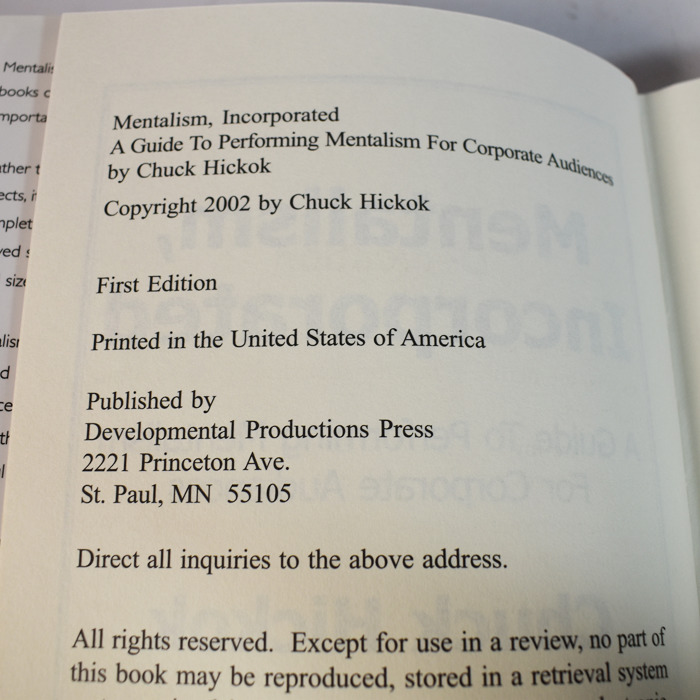 Mentalism, Incorporated
A Guide To Performing Mentalism For Corporate Audiences
by Chuck Hickok
Copyright 2002 by Chuck Hickok
First Edition
Printed in the United States of America
Published by
Developmental Productions Press
2221 Princeton Ave.
St. Paul, MN 55105
Direct all inquiries to the above address.
All rights reserved. Except for use in a review, no part of
this book may be reproduced, stored in a retrieval system